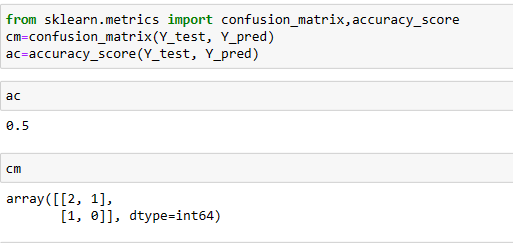 from sklearn.metrics import confusion_matrix,accuracy_score
cm=confusion_matrix(Y_test, Y_pred)
ac=accuracy_score(Y_test, Y_pred)
ac
0.5
cm
array([[2, 1],
       [1, 0]], dtype=int64)